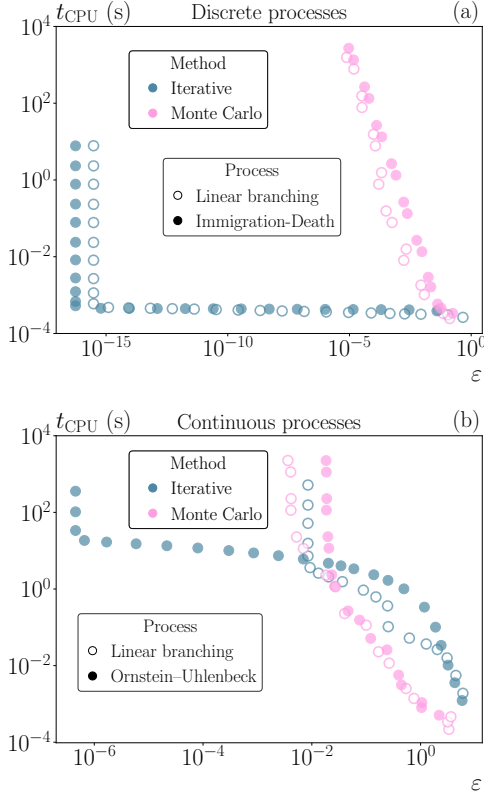 t_CPU (s) Discrete processes (a)
10^4
10^2
10^0
10^−2
10^−4
Method
Iterative
Monte Carlo
Process
Linear branching
Immigration-Death
10^−15 10^−10 10^−5 10^0
ε
t_CPU (s) Continuous processes (b)
10^4
10^2
10^0
10^−2
10^−4
Method
Iterative
Monte Carlo
Process
Linear branching
Ornstein–Uhlenbeck
10^−6 10^−4 10^−2 10^0
ε